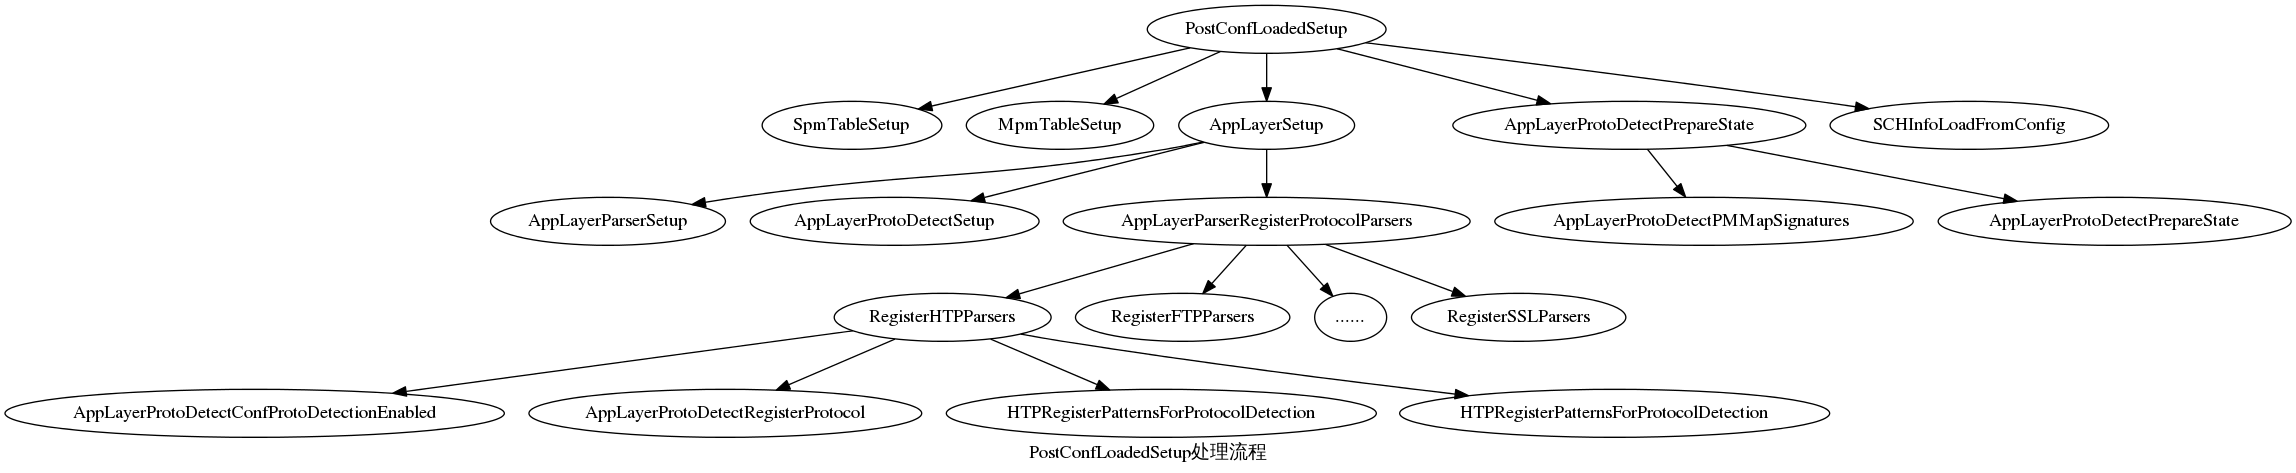 PostConfLoadedSetup
SpmTableSetup
MpmTableSetup
AppLayerSetup
AppLayerProtoDetectPrepareState
SCHInfoLoadFromConfig
AppLayerParserSetup
AppLayerProtoDetectSetup
AppLayerParserRegisterProtocolParsers
AppLayerProtoDetectPMMapSignatures
AppLayerProtoDetectPrepareState
RegisterHTPParsers
RegisterFTPParsers
......
RegisterSSLParsers
AppLayerProtoDetectConfProtoDetectionEnabled
AppLayerProtoDetectRegisterProtocol
HTPRegisterPatternsForProtocolDetection
HTPRegisterPatternsForProtocolDetection
PostConfLoadedSetup处理流程